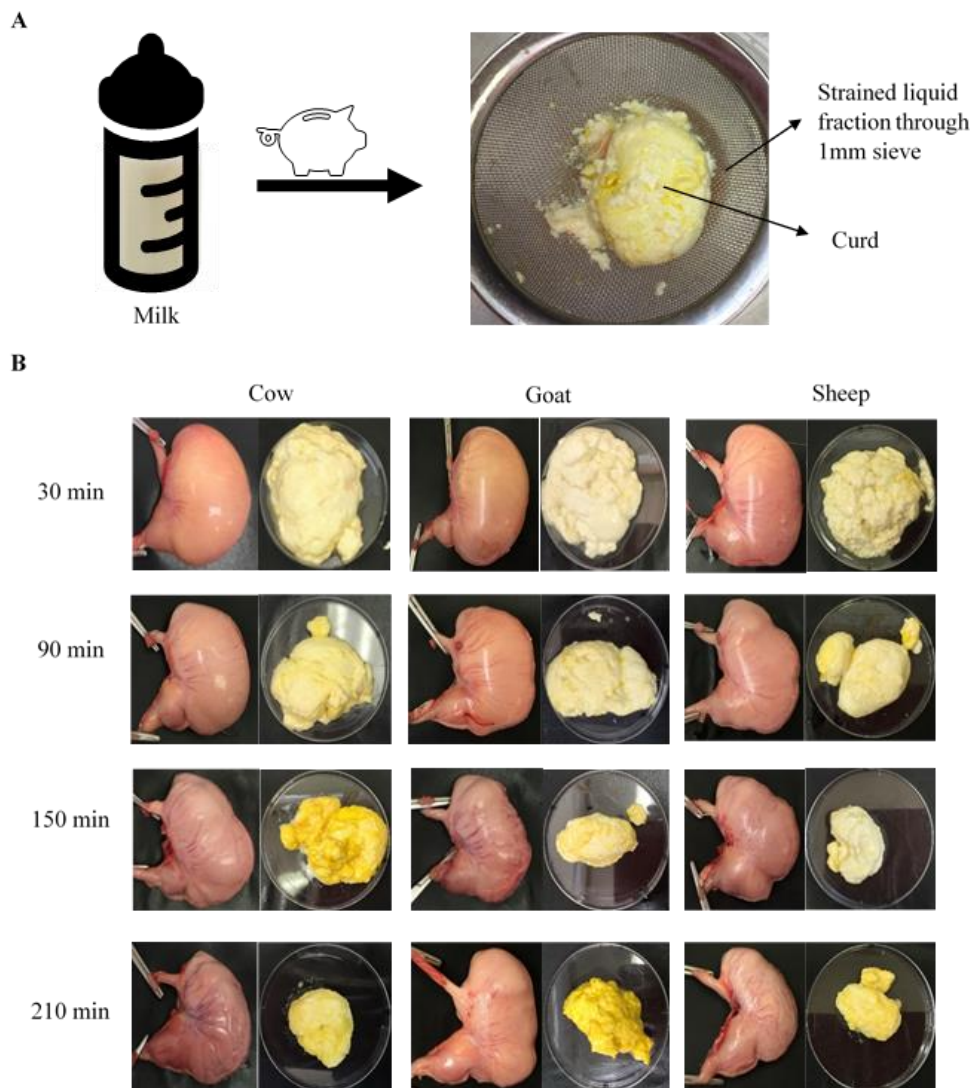 A
Milk
Strained liquid
fraction through
1mm sieve
Curd
B
Cow Goat Sheep
30 min
90 min
150 min
210 min